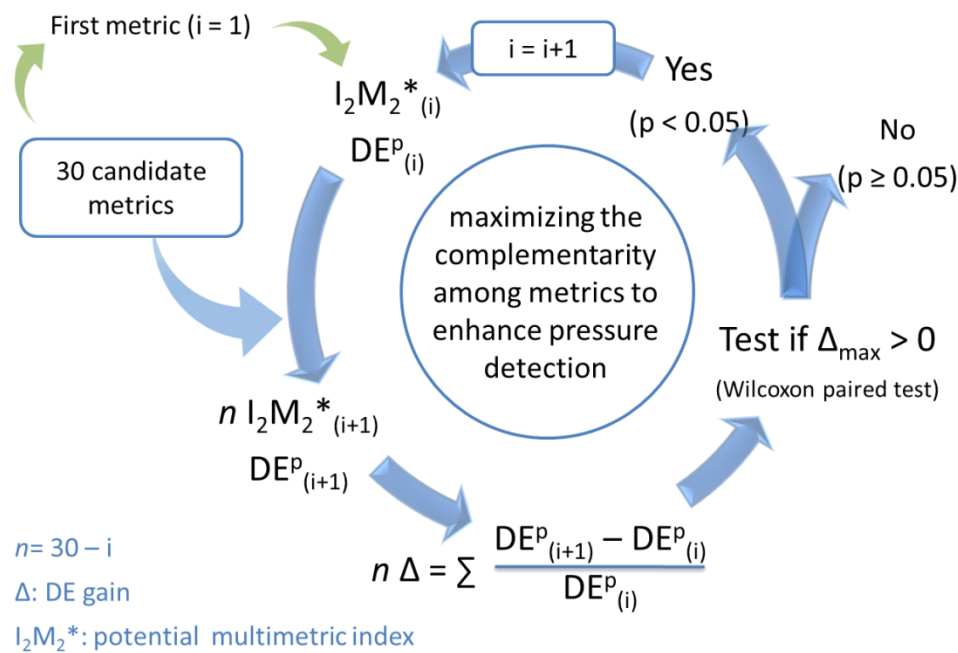 First metric (i = 1)
i = i+1
Yes
(p < 0.05)
No
(p ≥ 0.05)
I₂M₂*₍ᵢ₎
DEᵖ₍ᵢ₎
30 candidate
metrics
maximizing the
complementarity
among metrics to
enhance pressure
detection
Test if Δmax > 0
(Wilcoxon paired test)
n I₂M₂*₍ᵢ₊₁₎
DEᵖ₍ᵢ₊₁₎
n Δ = ∑ DEᵖ₍ᵢ₊₁₎ – DEᵖ₍ᵢ₎
DEᵖ₍ᵢ₎
n= 30 – i
Δ: DE gain
I₂M₂*: potential multimetric index